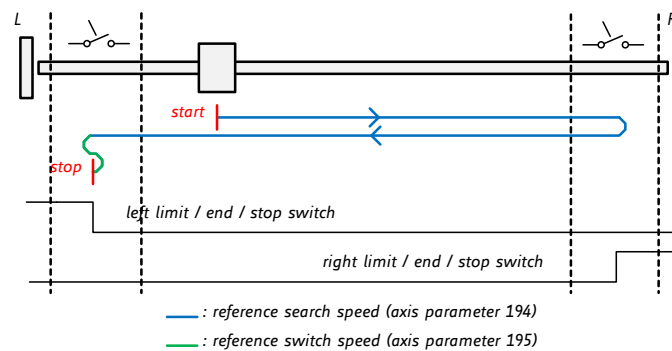 L
R
start
stop
left limit / end / stop switch
right limit / end / stop switch
: reference search speed (axis parameter 194)
: reference switch speed (axis parameter 195)